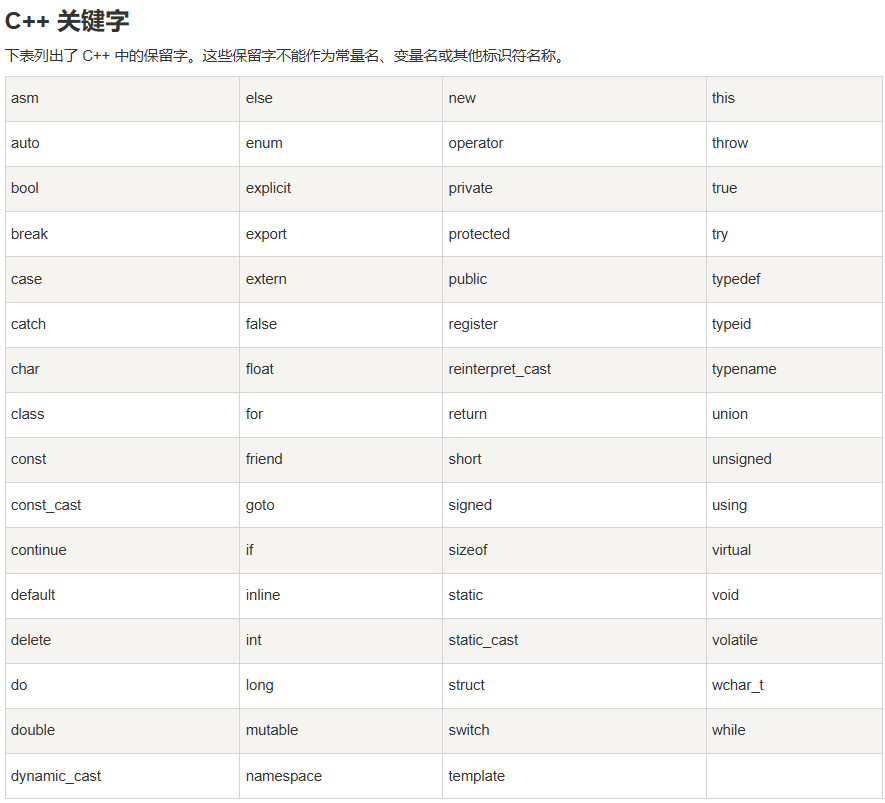 C++ 关键字
下表列出了 C++ 中的保留字。这些保留字不能作为常量名、变量名或其他标识符名称。
asm else new this
auto enum operator throw
bool explicit private true
break export protected try
case extern public typedef
catch false register typeid
char float reinterpret_cast typename
class for return union
const friend short unsigned
const_cast goto signed using
continue if sizeof virtual
default inline static void
delete int static_cast volatile
do long struct wchar_t
double mutable switch while
dynamic_cast namespace template